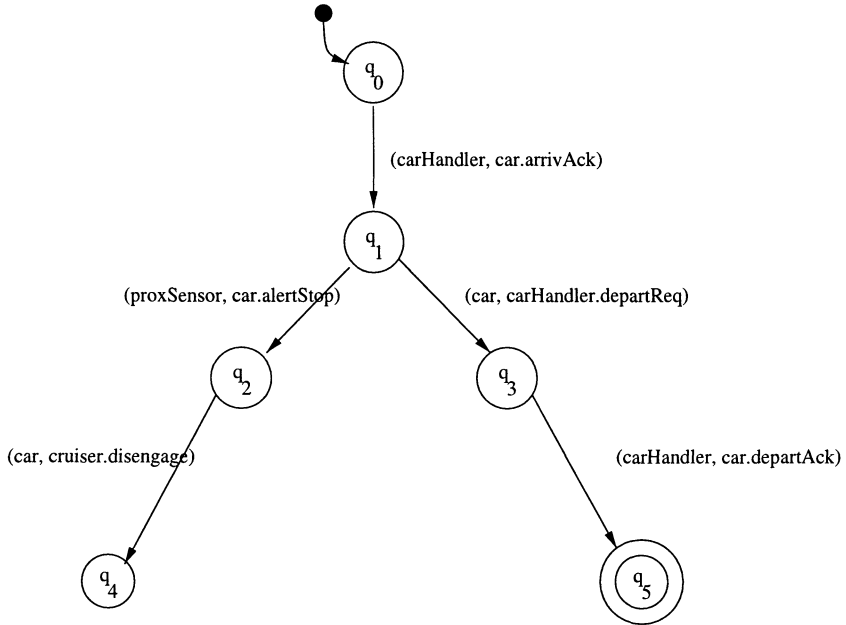 q0
(carHandler, car.arrivAck)
q1
(proxSensor, car.alertStop)
(car, carHandler.departReq)
q2
q3
(car, cruiser.disengage)
(carHandler, car.departAck)
q4
q5